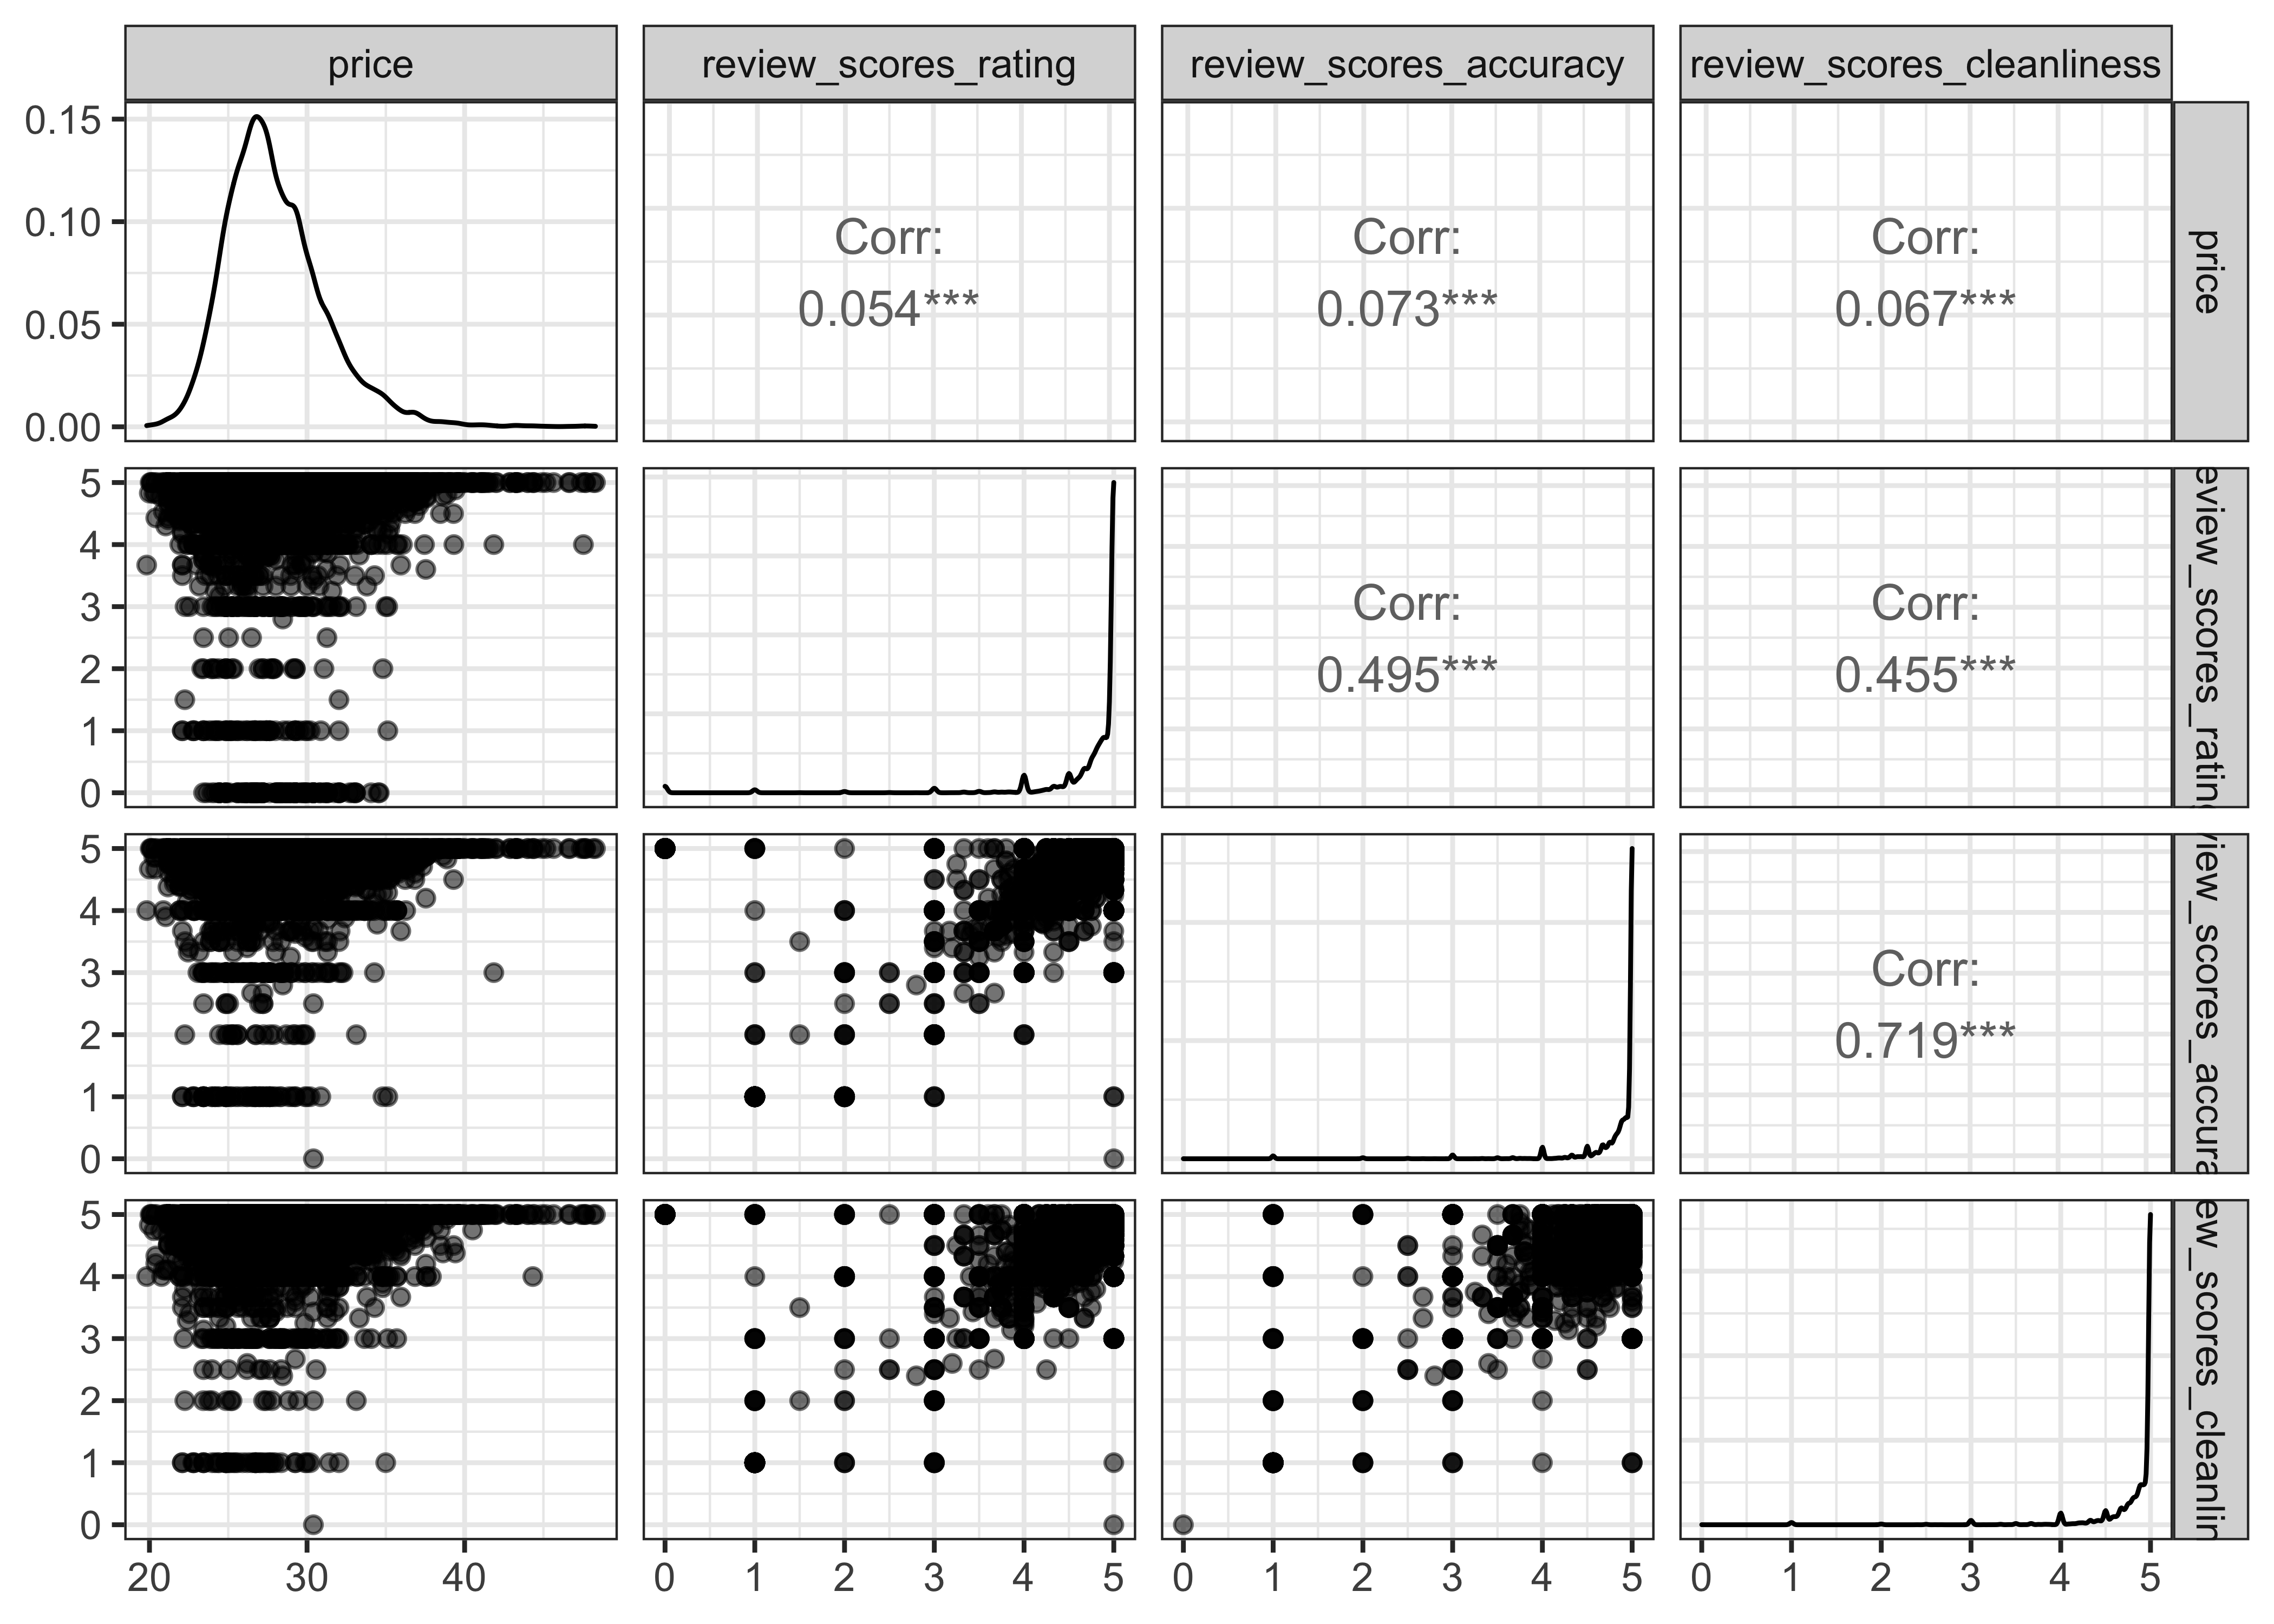 price
review_scores_rating
review_scores_accuracy
review_scores_cleanliness
0.15
0.10
0.05
0.00
Corr:
0.054***
Corr:
0.073***
Corr:
0.067***
price
5
4
3
2
1
0
Corr:
0.495***
Corr:
0.455***
eview_scores_rating
5
4
3
2
1
0
Corr:
0.719***
view_scores_accura
5
4
3
2
1
0
ew_scores_cleanlin
20 30 40
0 1 2 3 4 5
0 1 2 3 4 5
0 1 2 3 4 5